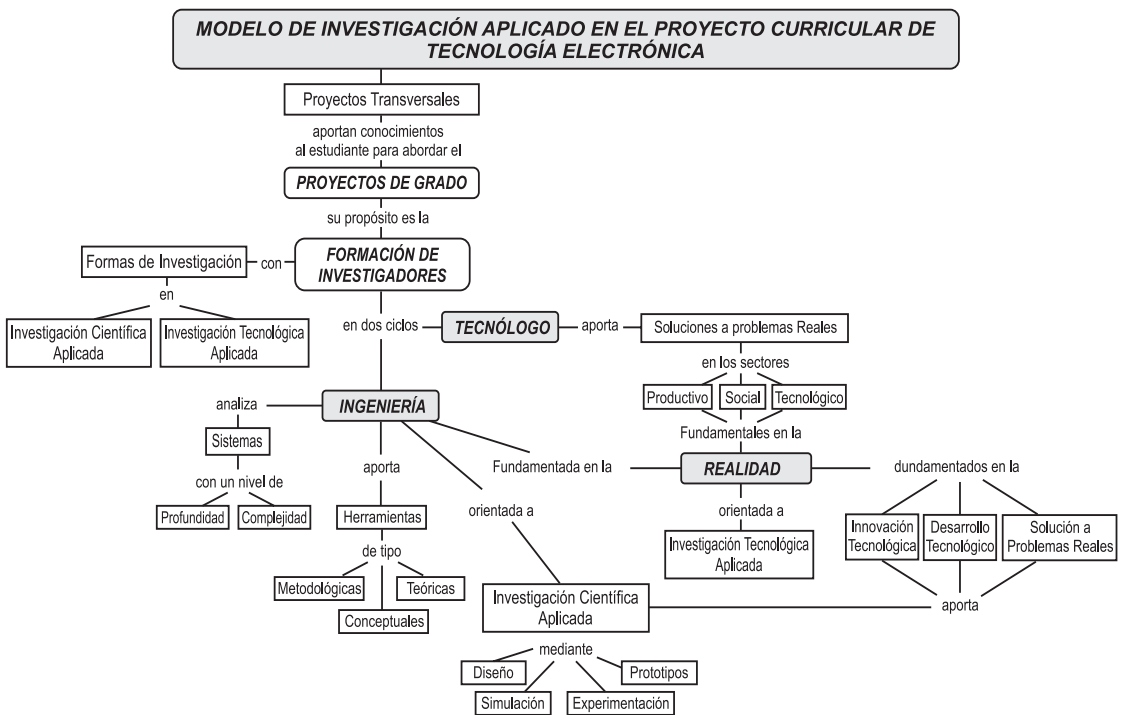 MODELO DE INVESTIGACIÓN APLICADO EN EL PROYECTO CURRICULAR DE
TECNOLOGÍA ELECTRÓNICA
Proyectos Transversales
aportan conocimientos
al estudiante para abordar el
PROYECTOS DE GRADO
su propósito es la
FORMACIÓN DE
INVESTIGADORES
con
Formas de Investigación
en
Investigación Científica
Aplicada
Investigación Tecnológica
Aplicada
en dos ciclos
TECNÓLOGO
aporta
Soluciones a problemas Reales
en los sectores
Productivo
Social
Tecnológico
Fundamentales en la
REALIDAD
orientada a
Investigación Tecnológica
Aplicada
dundamentados en la
Innovación
Tecnológica
Desarrollo
Tecnológico
Solución a
Problemas Reales
aporta
INGENIERÍA
analiza
Sistemas
con un nivel de
Profundidad
Complejidad
aporta
Herramientas
de tipo
Metodológicas
Teóricas
Conceptuales
Fundamentada en la
orientada a
Investigación Científica
Aplicada
mediante
Diseño
Prototipos
Simulación
Experimentación